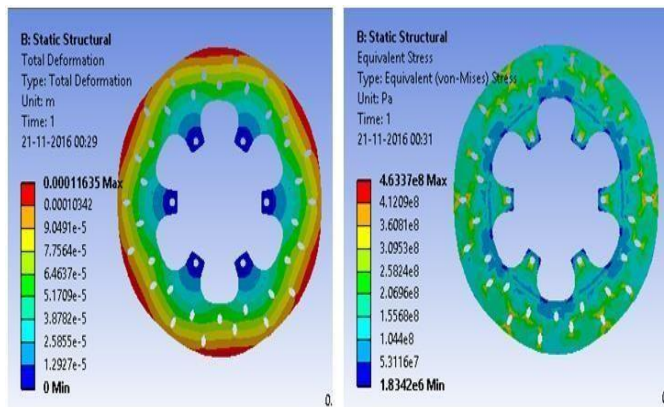 B: Static Structural
Total Deformation
Type: Total Deformation
Unit: m
Time: 1
21-11-2016 00:29
0.00011635 Max
0.00010342
9.0491e-5
7.7564e-5
6.4637e-5
5.1709e-5
3.8782e-5
2.5855e-5
1.2927e-5
0 Min
0.
B: Static Structural
Equivalent Stress
Type: Equivalent (von-Mises) Stress
Unit: Pa
Time: 1
21-11-2016 00:31
4.6337e8 Max
4.1209e8
3.6081e8
3.0953e8
2.5824e8
2.0696e8
1.5568e8
1.044e8
5.3116e7
1.8342e6 Min